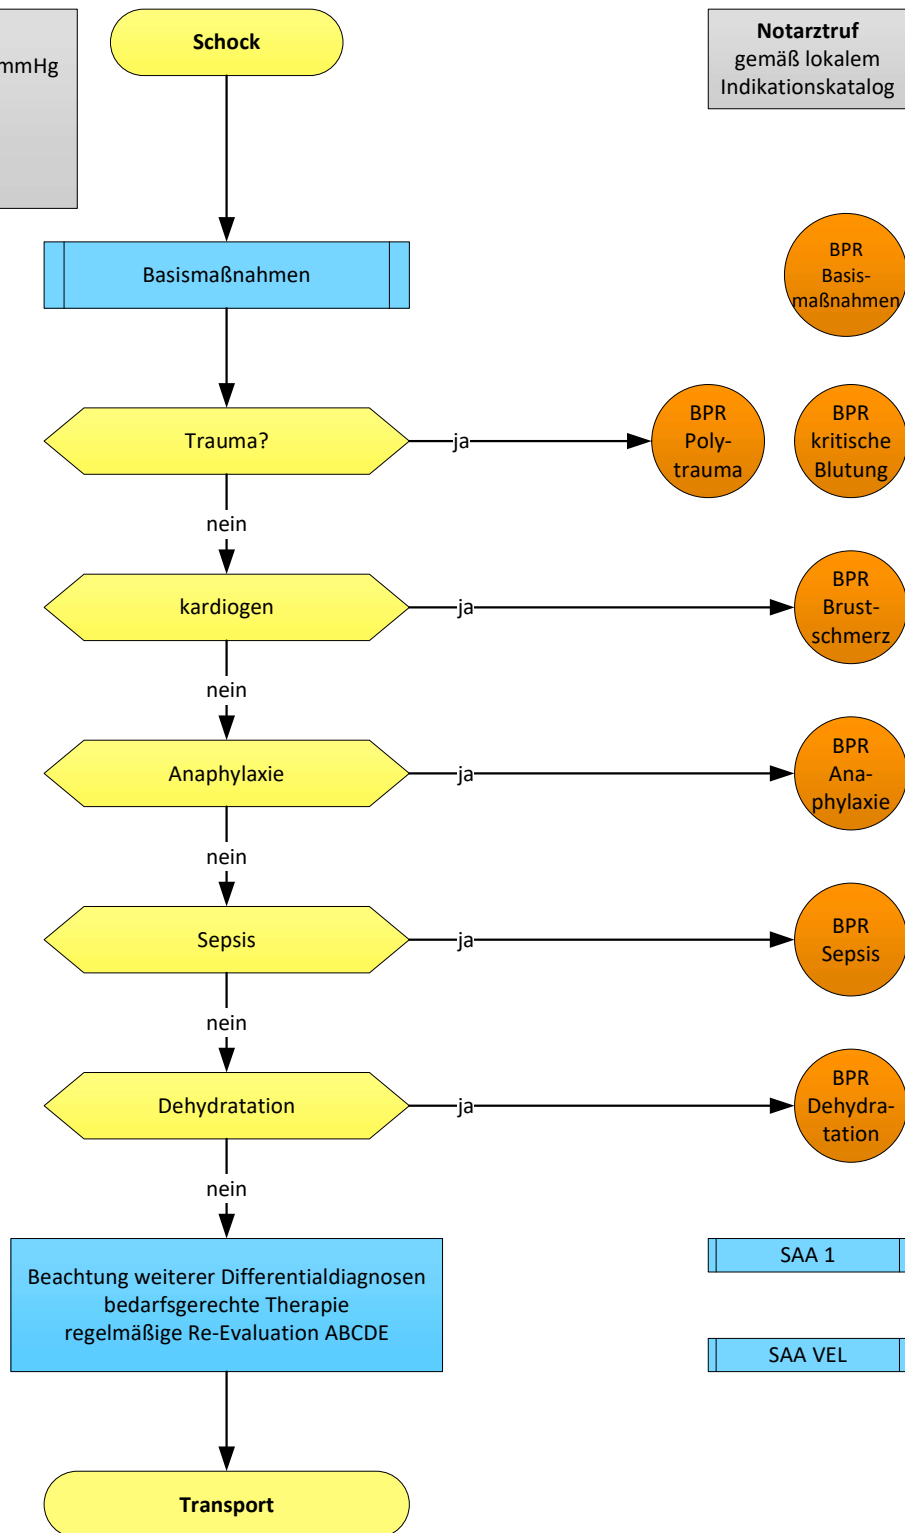 mmHg
Schock
Notarztruf
gemäß lokalem
Indikationskatalog
Basismaßnahmen
BPR
Basis-
maßnahmen
Trauma?
ja
BPR
Poly-
trauma
BPR
kritische
Blutung
nein
kardiogen
ja
BPR
Brust-
schmerz
nein
Anaphylaxie
ja
BPR
Ana-
phylaxie
nein
Sepsis
ja
BPR
Sepsis
nein
Dehydratation
ja
BPR
Dehydra-
tation
nein
Beachtung weiterer Differentialdiagnosen
bedarfsgerechte Therapie
regelmäßige Re-Evaluation ABCDE
SAA 1
SAA VEL
Transport